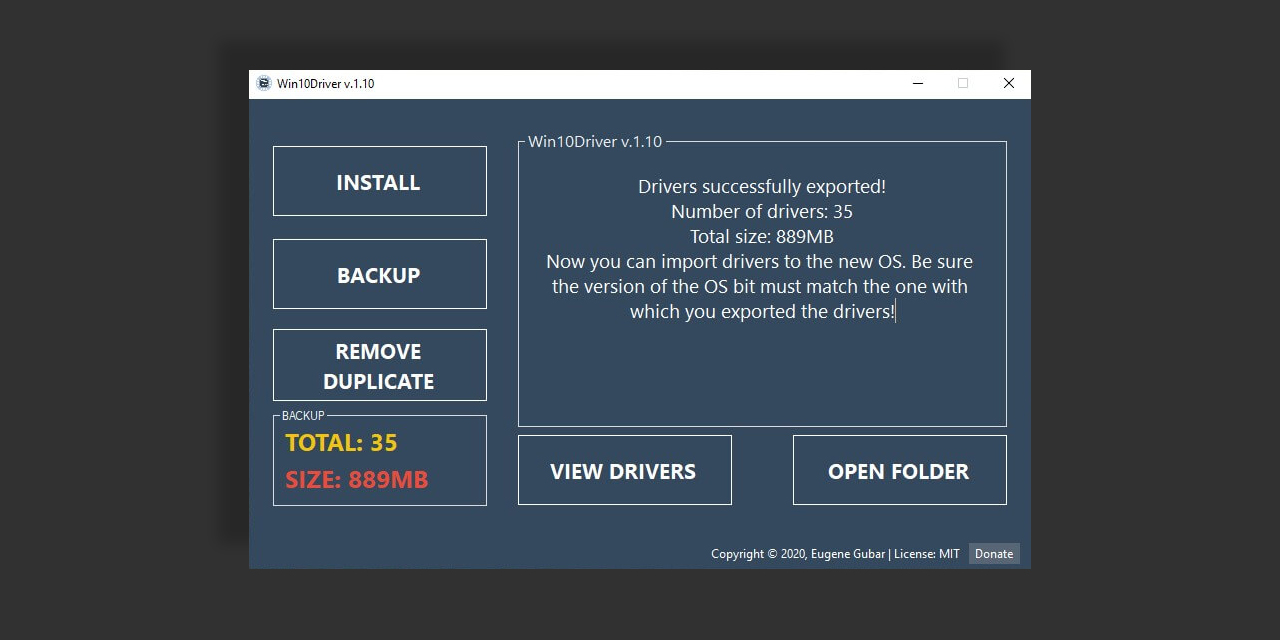 Win10Driver v.1.10
INSTALL
BACKUP
REMOVE
DUPLICATE
BACKUP
TOTAL: 35
SIZE: 889MB
Win10Driver v.1.10
Drivers successfully exported!
Number of drivers: 35
Total size: 889MB
Now you can import drivers to the new OS. Be sure
the version of the OS bit must match the one with
which you exported the drivers!
VIEW DRIVERS
OPEN FOLDER
Copyright © 2020, Eugene Gubar | License: MIT
Donate